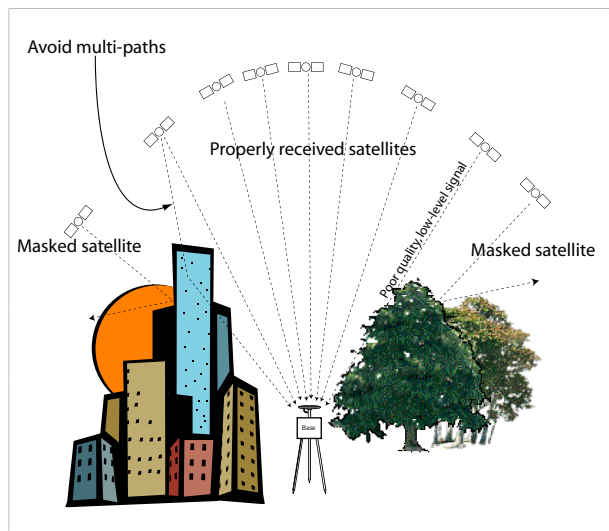 Avoid multi-paths
Properly received satellites
Poor quality low-level signal
Masked satellite
Masked satellite
Base